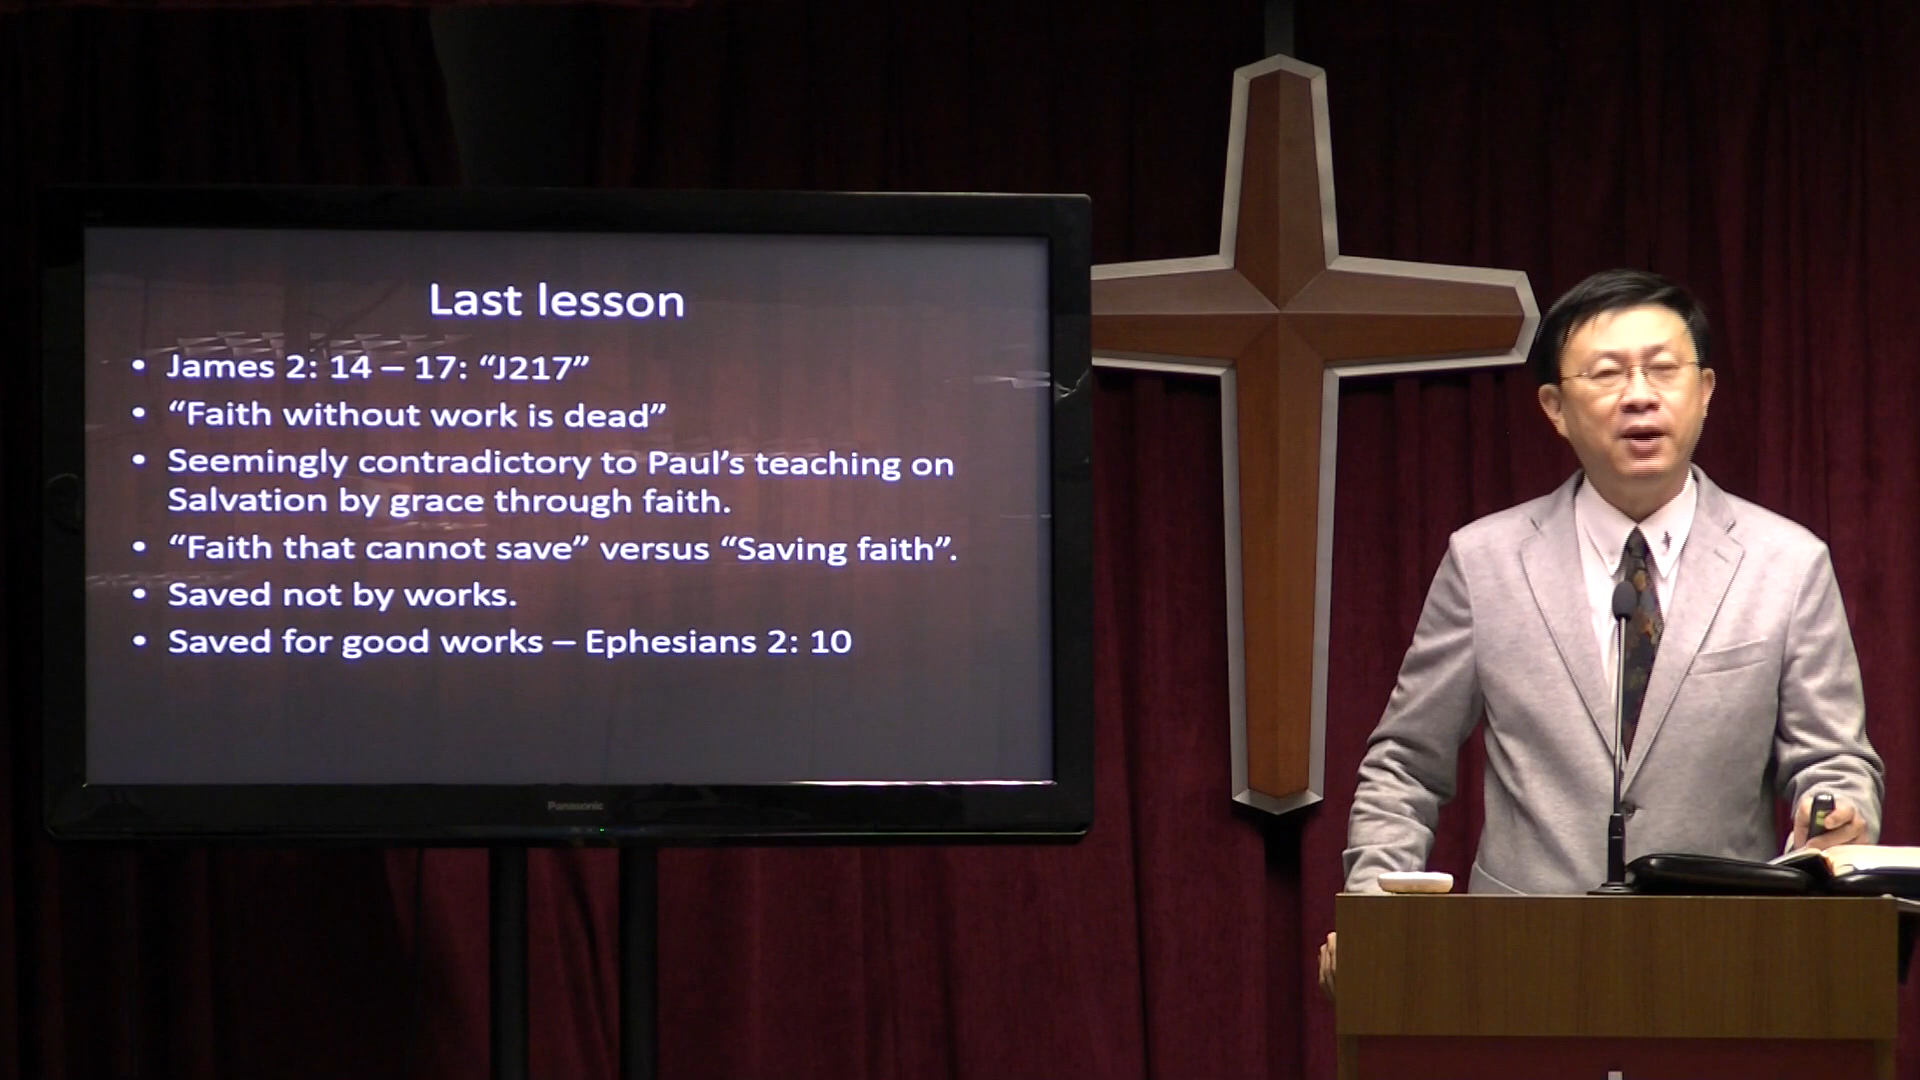 Last lesson
• James 2: 14 – 17: “J217”
• “Faith without work is dead”
• Seemingly contradictory to Paul’s teaching on
Salvation by grace through faith.
• “Faith that cannot save” versus “Saving faith”.
• Saved not by works.
• Saved for good works – Ephesians 2: 10
Panasonic